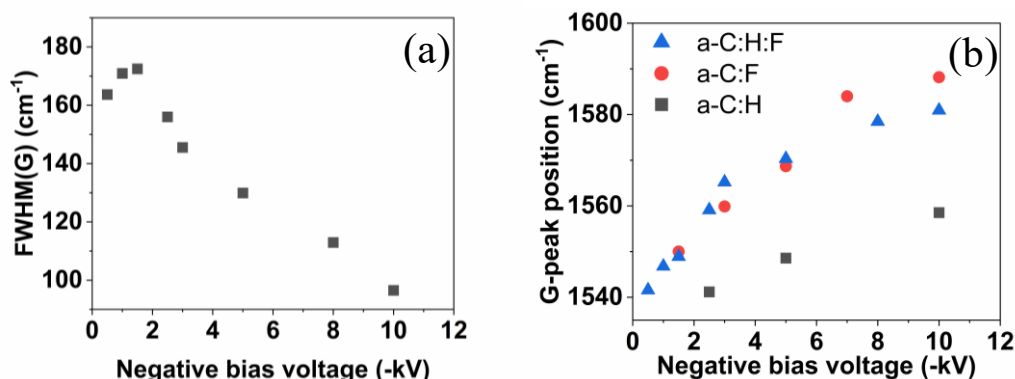 (a)
180
160
140
120
100
0 2 4 6 8 10 12
FWHM(G) (cm⁻¹)
Negative bias voltage (-kV)
(b)
1600
1580
1560
1540
0 2 4 6 8 10 12
G-peak position (cm⁻¹)
Negative bias voltage (-kV)
a-C:H:F
a-C:F
a-C:H